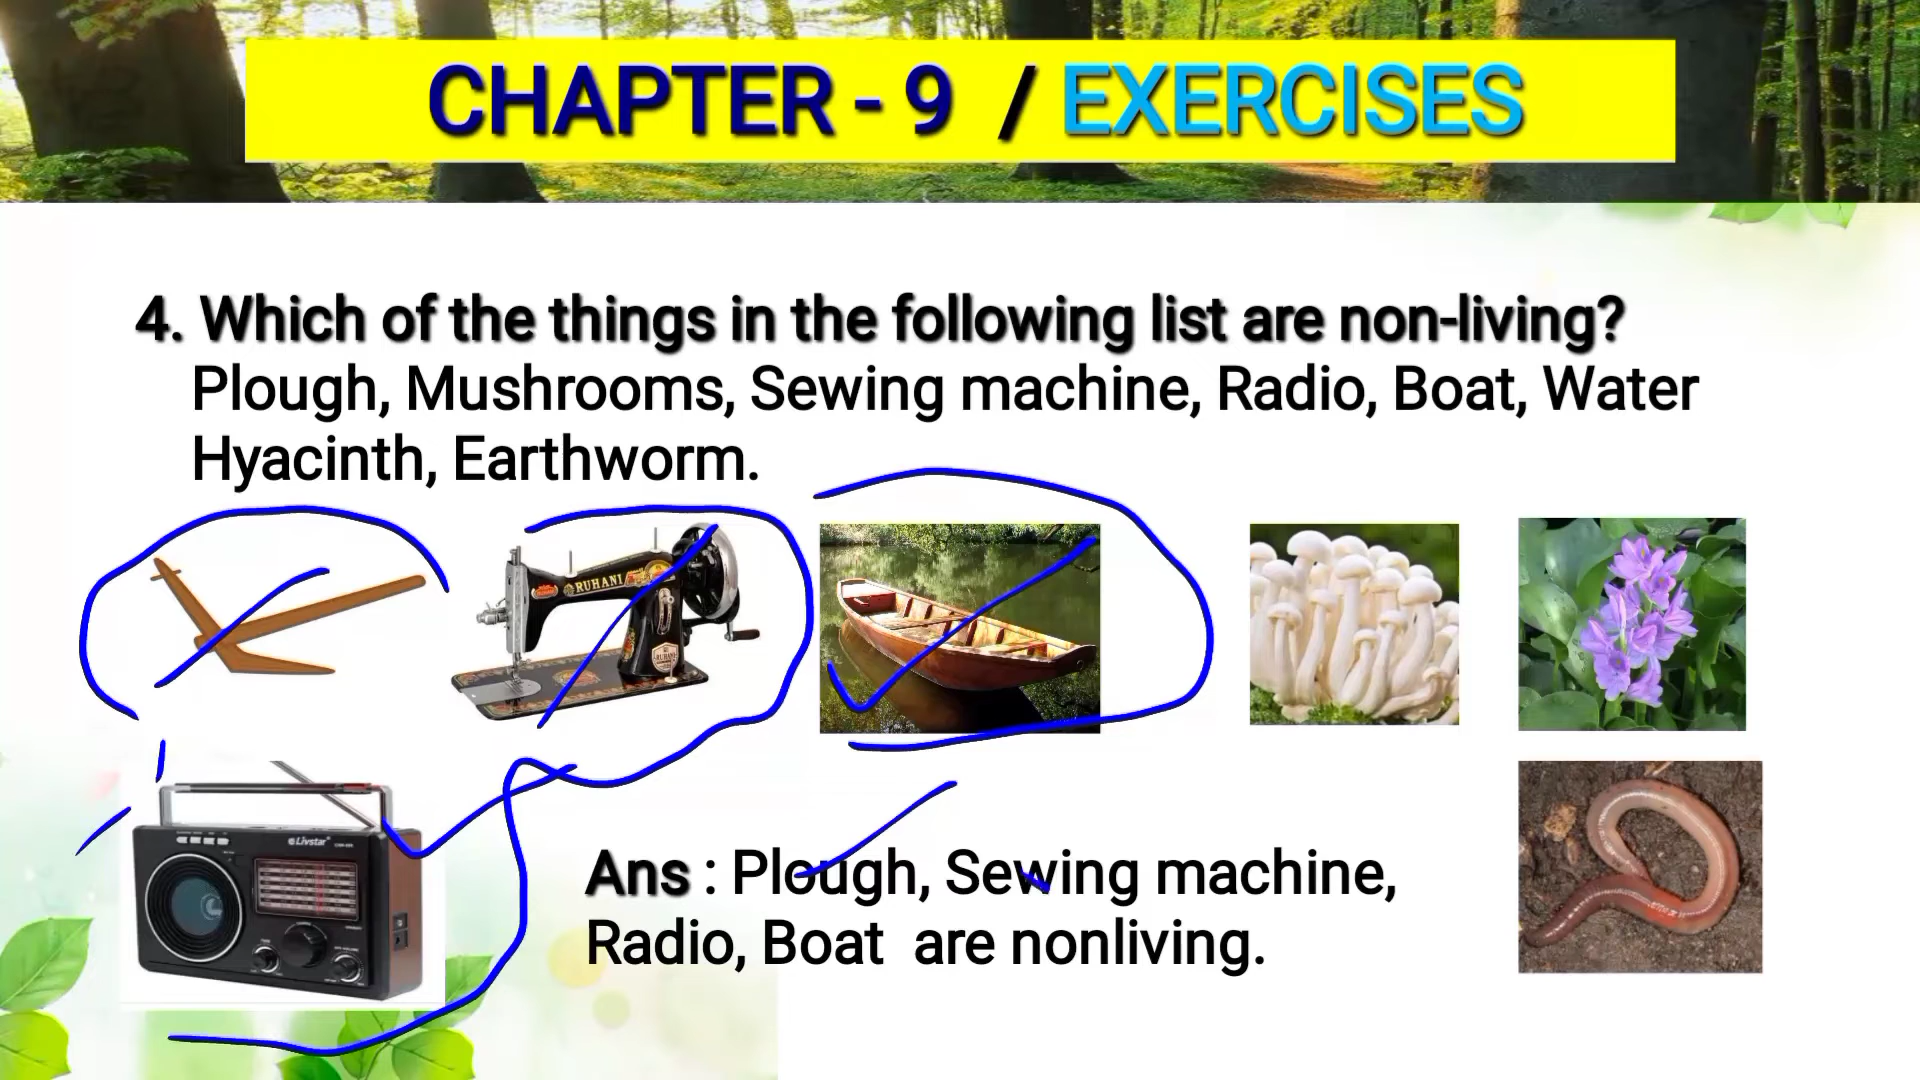 CHAPTER - 9 / EXERCISES
4. Which of the things in the following list are non-living?
Plough, Mushrooms, Sewing machine, Radio, Boat, Water
Hyacinth, Earthworm.
RUHANI
Livstar
Ans : Plough, Sewing machine,
Radio, Boat are nonliving.